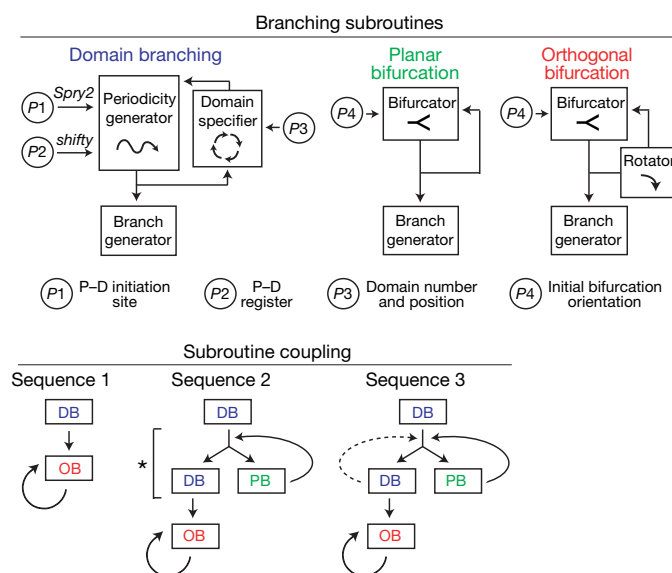 Branching subroutines
Domain branching
Planar
bifurcation
Orthogonal
bifurcation
P1
Spry2
P2
shifty
Periodicity
generator
Domain
specifier
P3
Branch
generator
P4
Bifurcator
Branch
generator
P4
Bifurcator
Rotator
Branch
generator
P1 P–D initiation
site
P2 P–D
register
P3 Domain number
and position
P4 Initial bifurcation
orientation
Subroutine coupling
Sequence 1 Sequence 2 Sequence 3
DB
OB
DB
*
DB PB
OB
DB
DB PB
OB